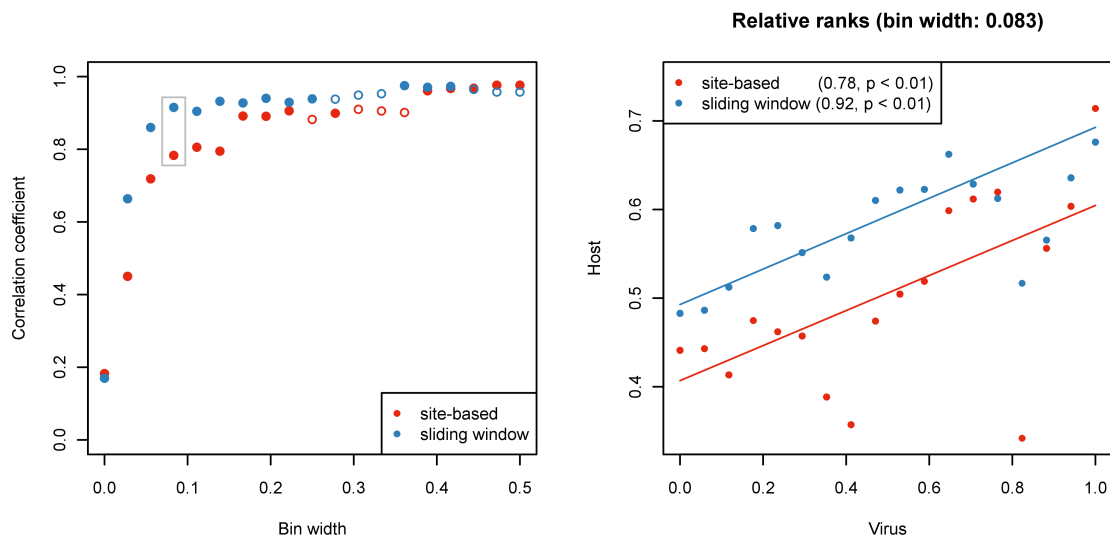 Relative ranks (bin width: 0.083)
Correlation coefficient
1.0
0.8
0.6
0.4
0.2
0.0
site-based
sliding window
0.0 0.1 0.2 0.3 0.4 0.5
Bin width
site-based (0.78, p < 0.01)
sliding window (0.92, p < 0.01)
Host
0.7
0.6
0.5
0.4
0.0 0.2 0.4 0.6 0.8 1.0
Virus